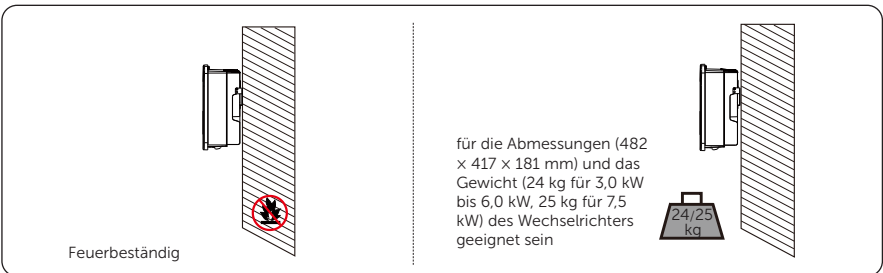 Feuerbeständig
für die Abmessungen (482
× 417 × 181 mm) und das
Gewicht (24 kg für 3,0 kW
bis 6,0 kW, 25 kg für 7,5
kW) des Wechselrichters
geeignet sein
24/25
kg